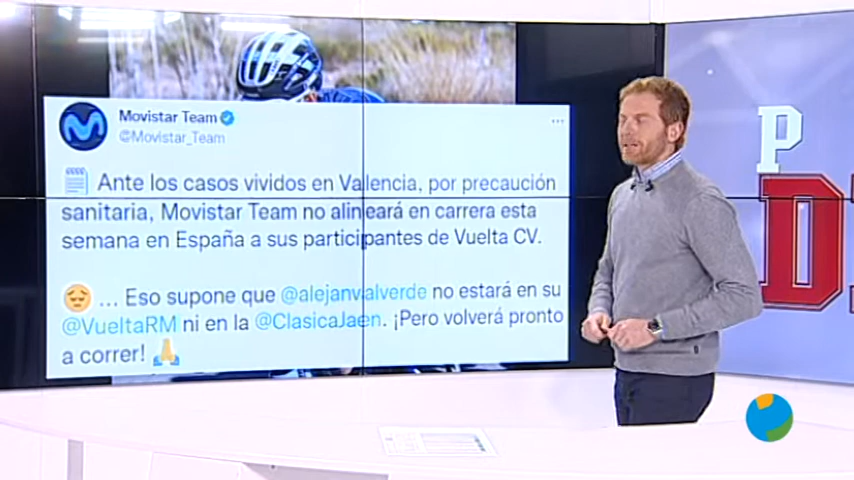 Movistar Team
@Movistar_Team
Ante los casos vividos en Valencia, por precaución
sanitaria, Movistar Team no alineará en carrera esta
semana en España a sus participantes de Vuelta CV.
... Eso supone que @alejanvalverde no estará en su
@VueltaRM ni en la @ClasicaJaen. ¡Pero volverá pronto
a correr!
P
D